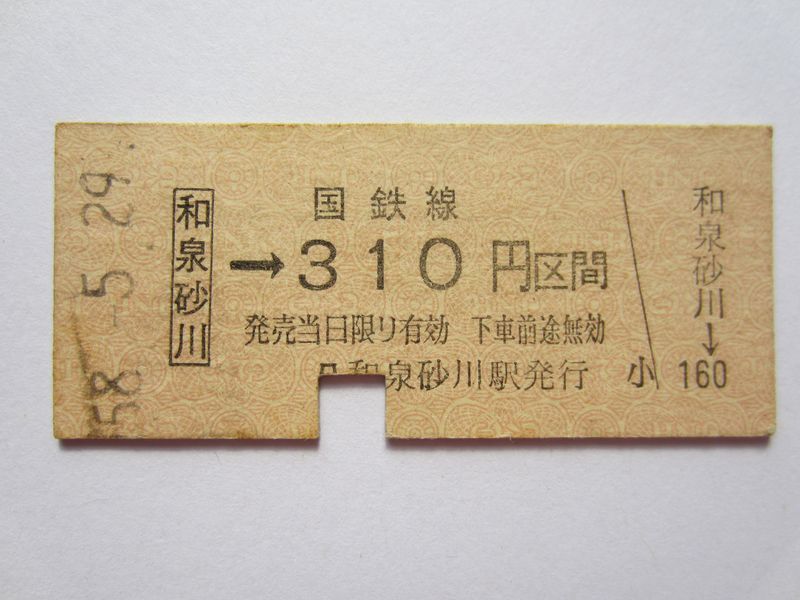 58.-5.29.
和泉砂川
国鉄線
→310円区間
発売当日限り有効 下車前途無効
和泉砂川駅発行 小
和泉砂川↓
160